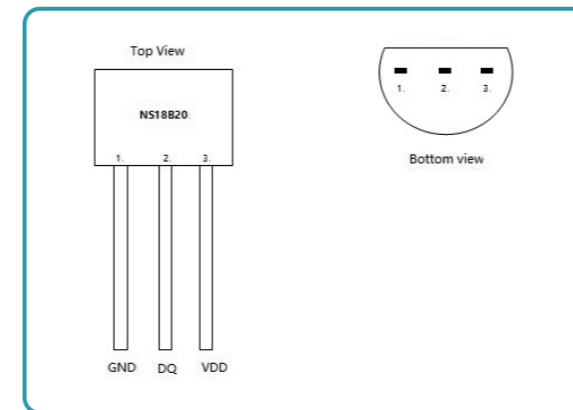 Top View
NS18B20.
1. 2. 3.
GND DQ VDD
1. 2. 3.
Bottom view